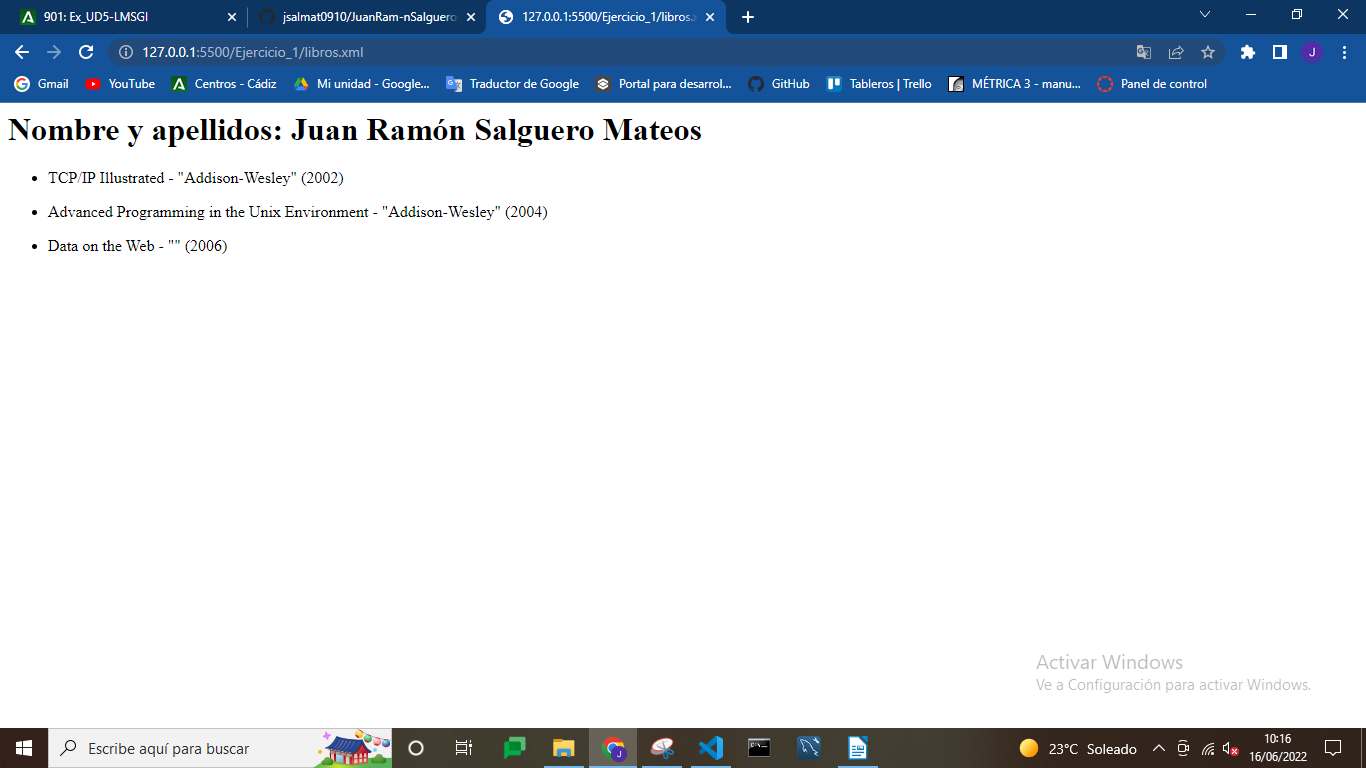 901: Ex_UD5-LMSGI
jsalmat0910/JuanRam-nSalguero
127.0.0.1:5500/Ejercicio_1/libros.x
127.0.0.1:5500/Ejercicio_1/libros.xml
J
Gmail
YouTube
Centros - Cádiz
Mi unidad - Google...
Traductor de Google
Portal para desarrol...
GitHub
Tableros | Trello
MÉTRICA 3 - manu...
Panel de control
Nombre y apellidos: Juan Ramón Salguero Mateos
• TCP/IP Illustrated - "Addison-Wesley" (2002)
• Advanced Programming in the Unix Environment - "Addison-Wesley" (2004)
• Data on the Web - "" (2006)
Activar Windows
Ve a Configuración para activar Windows.
Escribe aquí para buscar
J
23°C Soleado
10:16
16/06/2022